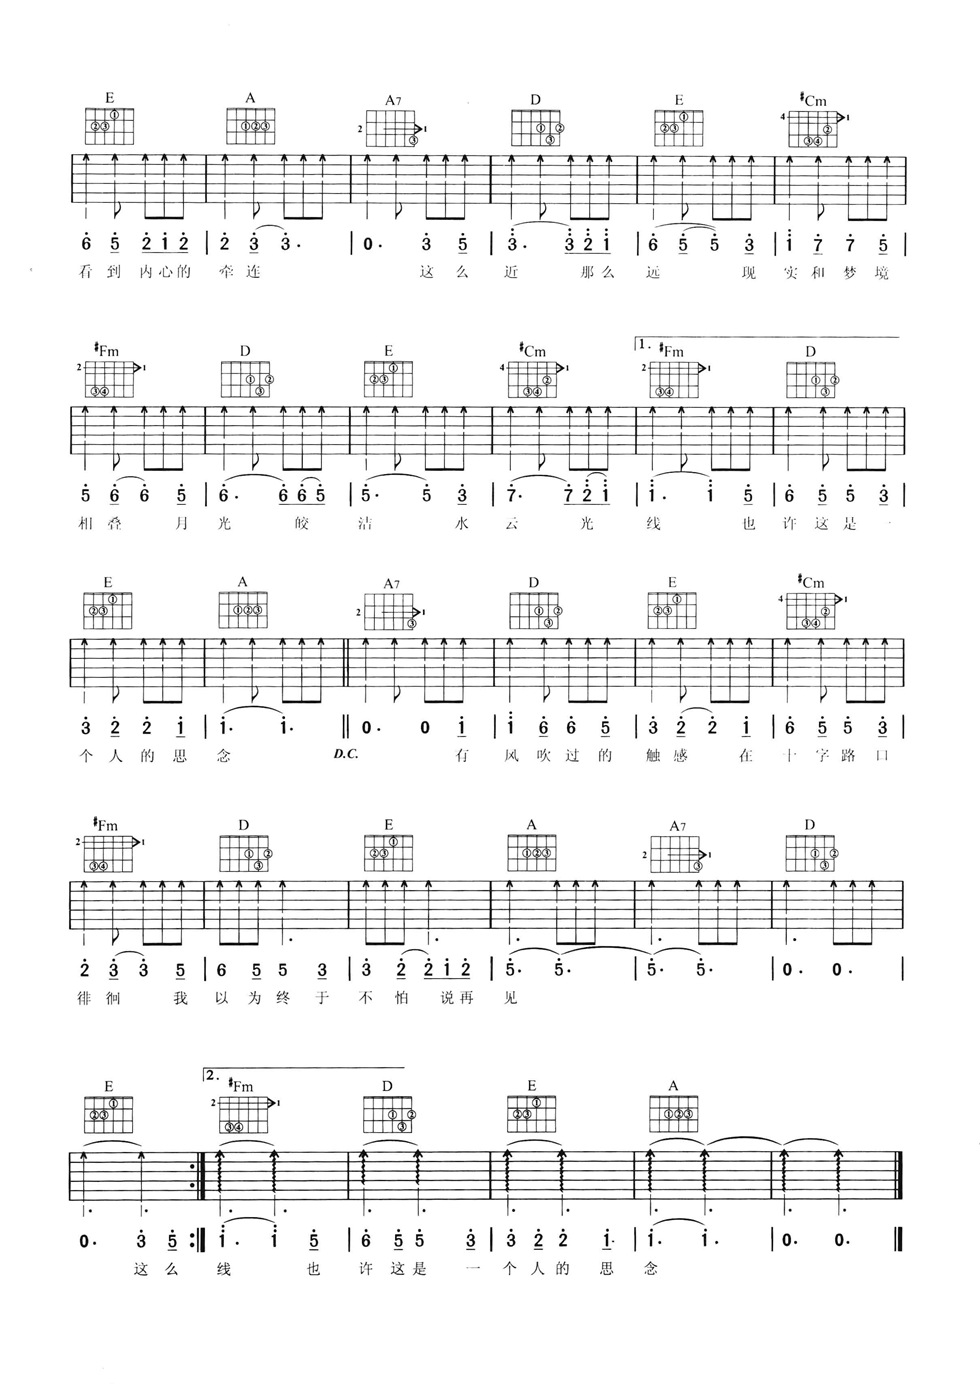 E A A7 D E #Cm
6 5 2 1 2 | 2 3 3· | 0· 3 5 | 3· 3 2 1 | 6 5 5 3 | 1 7 7 5 |
看到 内心的 牵连 这么 近 那么 远 现 实和梦境
#Fm D E #Cm 1. #Fm D
5 6 6 5 | 6· 6 6 5 | 5· 5 3 | 7· 7 2 1 | 1· 1 5 | 6 5 5 3 |
相叠 月 光 皎 洁 水 云 光 线 也 许这是一
E A A7 D E #Cm
3 2 2 1 | 1· 1· || 0· 0 1 | 1 6 6 5 | 3 2 2 1 | 6 5 5 3 |
个人的思 念 D.C. 有 风吹过的 触感 在 十字路口
#Fm D E A A7 D
2 3 3 5 | 6 5 5 3 | 3 2 2 1 2 | 5· 5· | 5· 5· | 0· 0· |
徘徊 我 以为终于 不怕 说再 见
E 2. #Fm D E A
0· 3 5 :|| 1· 1 5 | 6 5 5 3 | 3 2 2 1· | 1· 1· | 0· 0· ||
这么 线 也 许这是 一 个人的 思 念